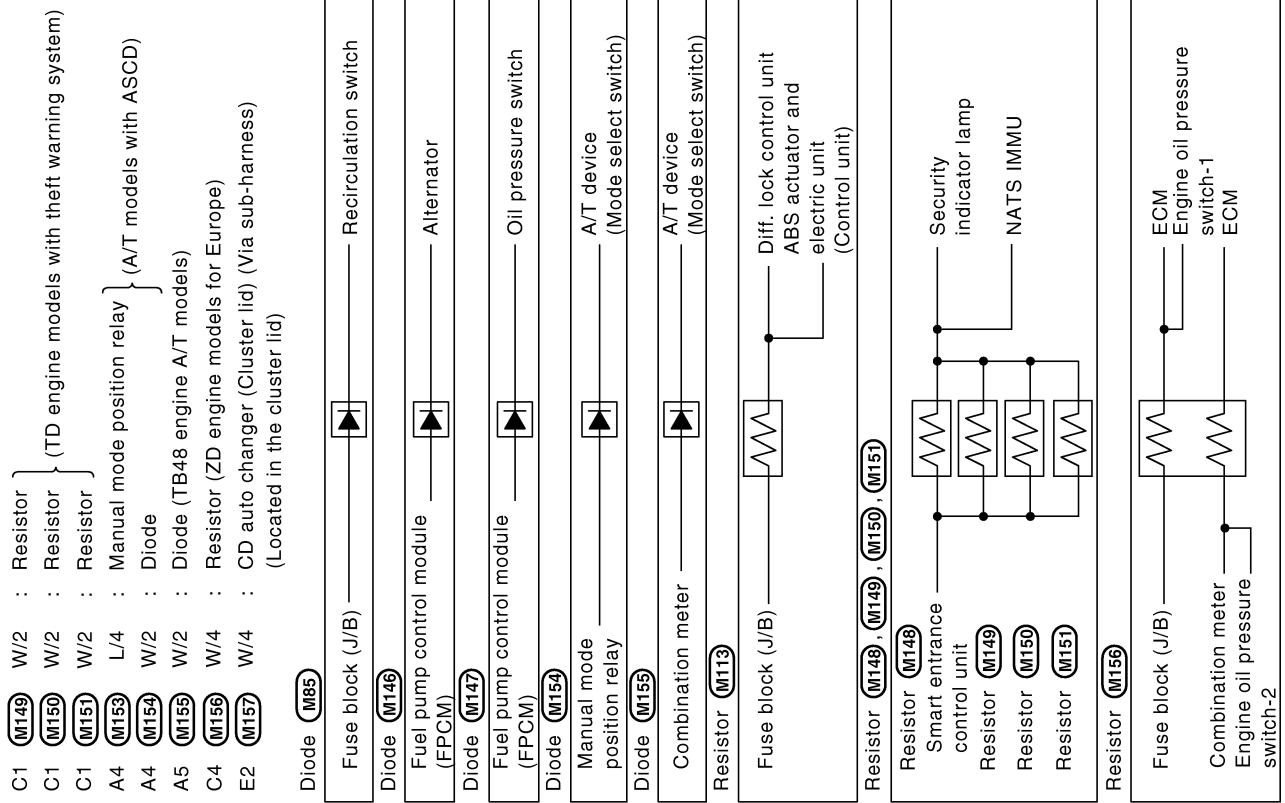 C1 M149 W/2 : Resistor
C1 M150 W/2 : Resistor (TD engine models with theft warning system)
C1 M151 W/2 : Resistor
A4 M153 L/4 : Manual mode position relay
A4 M154 W/2 : Diode (A/T models with ASCD)
A5 M155 W/2 : Diode (TB48 engine A/T models)
C4 M156 W/4 : Resistor (ZD engine models for Europe)
E2 M157 W/4 : CD auto changer (Cluster lid) (Via sub-harness)
(Located in the cluster lid)
Diode M85
Fuse block (J/B) Recirculation switch
Diode M146
Fuel pump control module Alternator
(FPCM)
Diode M147
Fuel pump control module Oil pressure switch
(FPCM)
Diode M154
Manual mode A/T device
position relay (Mode select switch)
Diode M155
A/T device
Combination meter (Mode select switch)
Resistor M113
Fuse block (J/B) Diff. lock control unit
ABS actuator and
electric unit
(Control unit)
Resistor M148 , M149 , M150 , M151
Resistor M148
Smart entrance Security
control unit indicator lamp
Resistor M149
NATS IMMU
Resistor M150
Resistor M151
Resistor M156
Fuse block (J/B) ECM
Engine oil pressure
switch-1
Combination meter ECM
Engine oil pressure
switch-2